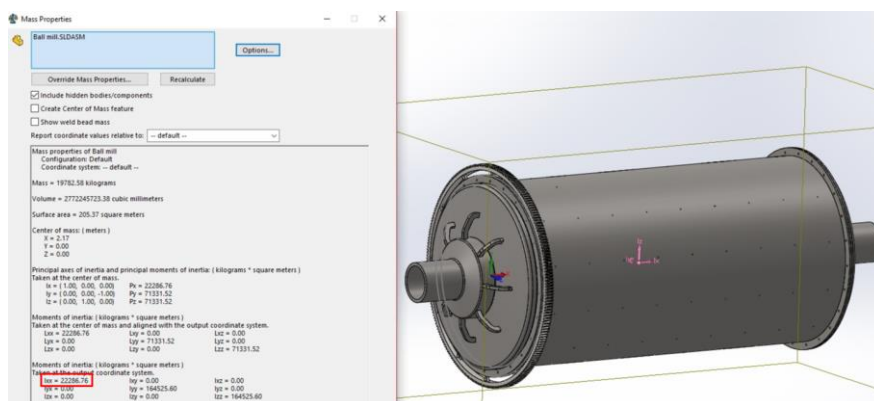 Mass Properties
Ball mill.SLDASM
Options...
Override Mass Properties... Recalculate
Include hidden bodies/components
Create Center of Mass feature
Show weld bead mass
Report coordinate values relative to: -- default --
Mass properties of Ball mill
Configuration: Default
Coordinate system: -- default --
Mass = 19782.58 kilograms
Volume = 2772245723.38 cubic millimeters
Surface area = 205.37 square meters
Center of mass: ( meters )
X = 2.17
Y = 0.00
Z = 0.00
Principal axes of inertia and principal moments of inertia: ( kilograms * square meters )
Taken at the center of mass.
Ix = ( 1.00, 0.00, 0.00) Px = 22286.76
Iy = ( 0.00, 0.00, -1.00) Py = 71331.52
Iz = ( 0.00, 1.00, 0.00) Pz = 71331.52
Moments of inertia: ( kilograms * square meters )
Taken at the center of mass and aligned with the output coordinate system.
Lxx = 22286.76 Lxy = 0.00 Lxz = 0.00
Lyx = 0.00 Lyy = 71331.52 Lyz = 0.00
Lzx = 0.00 Lzy = 0.00 Lzz = 71331.52
Moments of inertia: ( kilograms * square meters )
Taken at the output coordinate system.
Ixx = 22286.76 Ixy = 0.00 Ixz = 0.00
Iyx = 0.00 Iyy = 164525.60 Iyz = 0.00
Izx = 0.00 Izy = 0.00 Izz = 164525.60